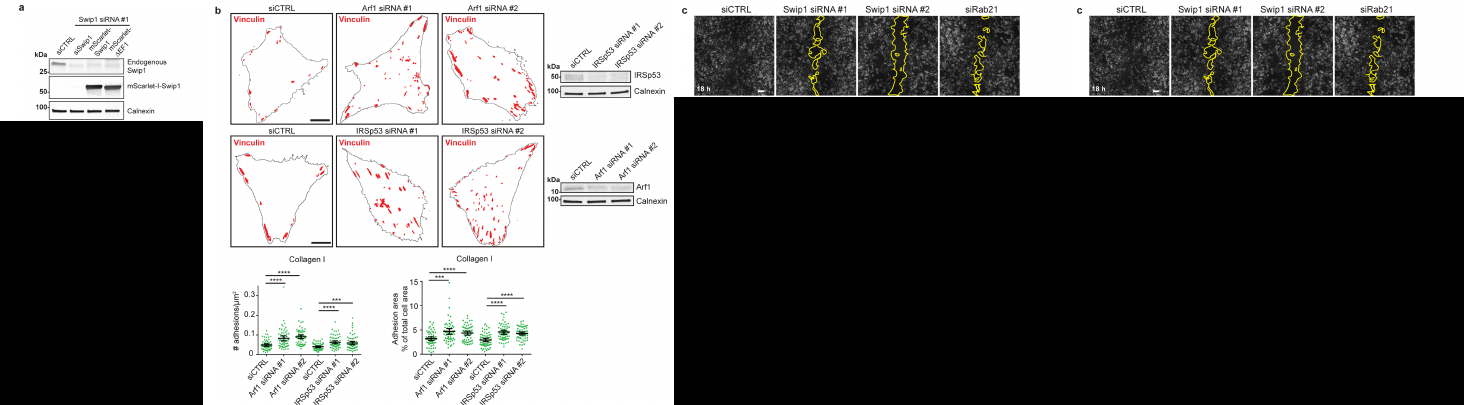 a
Swip1 siRNA #1
siCTRL
siSwip1
mScarlet-
Swip1
mScarlet-
ΔEF1
kDa
25
Endogenous
Swip1
50
mScarlet-I-Swip1
100
Calnexin
b
siCTRL
Arf1 siRNA #1
Arf1 siRNA #2
Vinculin
Vinculin
Vinculin
siCTRL
IRSp53 siRNA #1
IRSp53 siRNA #2
kDa
50
IRSp53
100
Calnexin
siCTRL
IRSp53 siRNA #1
IRSp53 siRNA #2
Vinculin
Vinculin
Vinculin
siCTRL
Arf1 siRNA #1
Arf1 siRNA #2
kDa
10
Arf1
100
Calnexin
Collagen I
# adhesions/µm²
0.3
0.2
0.1
0
****
****
***
****
siCTRL
Arf1 siRNA #1
Arf1 siRNA #2
siCTRL
IRSp53 siRNA #1
IRSp53 siRNA #2
Collagen I
Adhesion area
% of total cell area
15
10
5
0
****
***
****
****
siCTRL
Arf1 siRNA #1
Arf1 siRNA #2
siCTRL
IRSp53 siRNA #1
IRSp53 siRNA #2
c
siCTRL
Swip1 siRNA #1
Swip1 siRNA #2
siRab21
18 h
c
siCTRL
Swip1 siRNA #1
Swip1 siRNA #2
siRab21
18 h